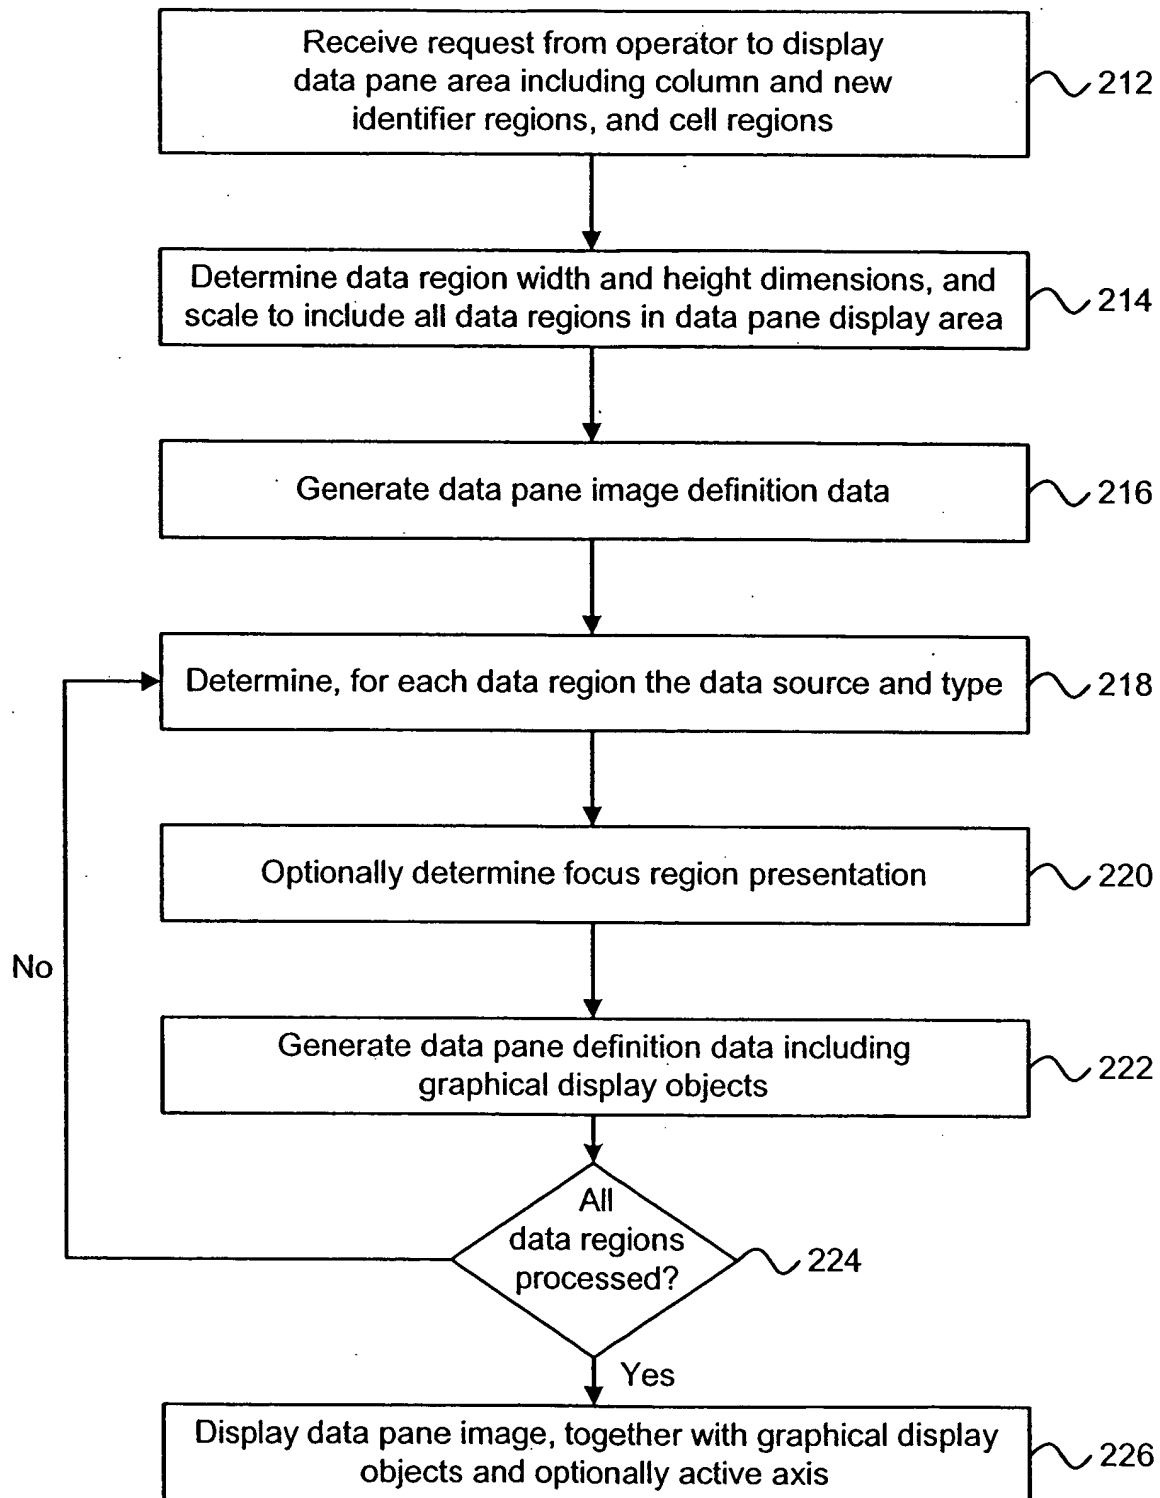 Receive request from operator to display
data pane area including column and new
identifier regions, and cell regions
212
Determine data region width and height dimensions, and
scale to include all data regions in data pane display area
214
Generate data pane image definition data
216
Determine, for each data region the data source and type
218
Optionally determine focus region presentation
220
No
Generate data pane definition data including
graphical display objects
222
All
data regions
processed?
224
Yes
Display data pane image, together with graphical display
objects and optionally active axis
226